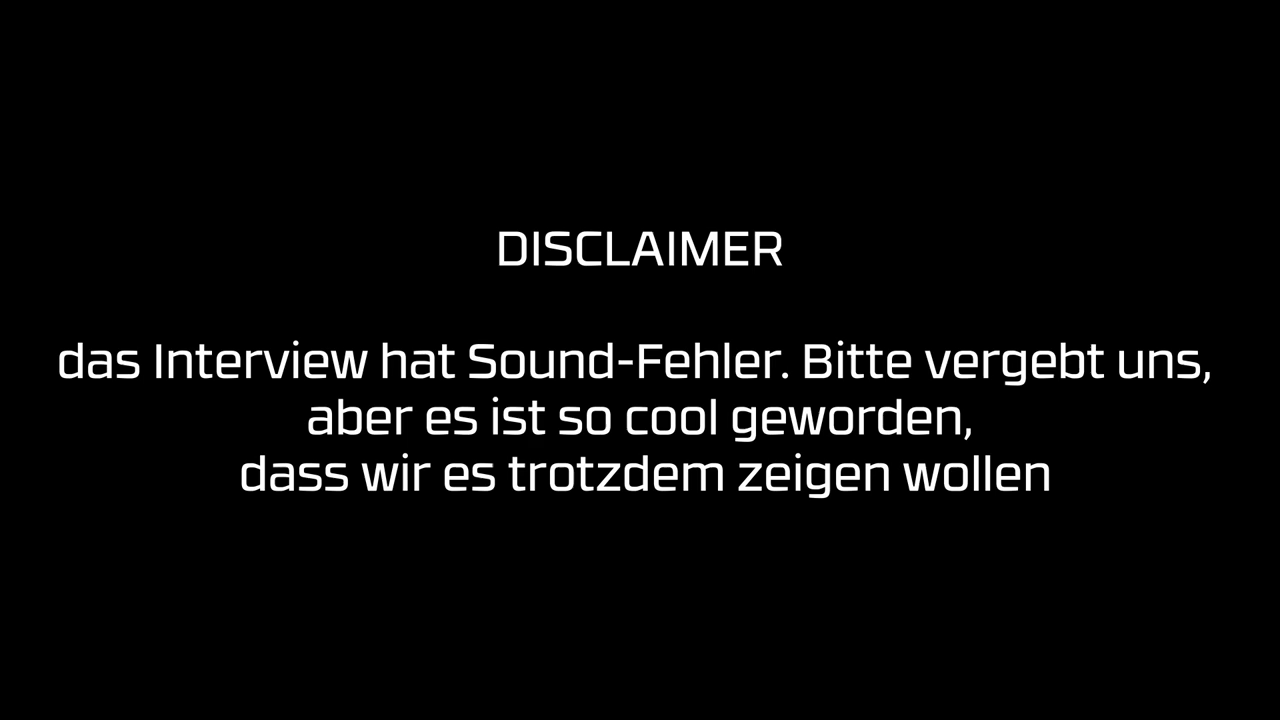 DISCLAIMER
das Interview hat Sound-Fehler. Bitte vergebt uns,
aber es ist so cool geworden,
dass wir es trotzdem zeigen wollen